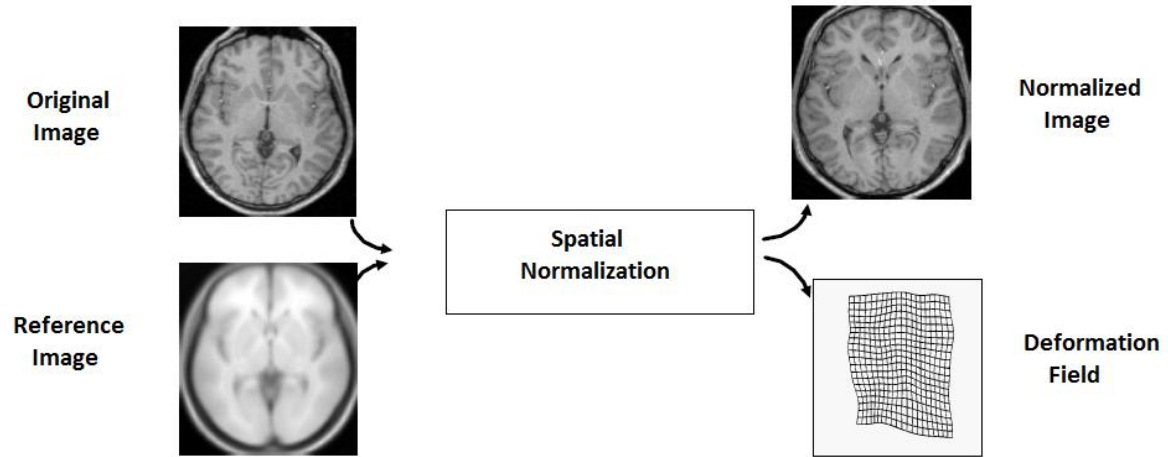 Original
Image
Reference
Image
Spatial
Normalization
Normalized
Image
Deformation
Field